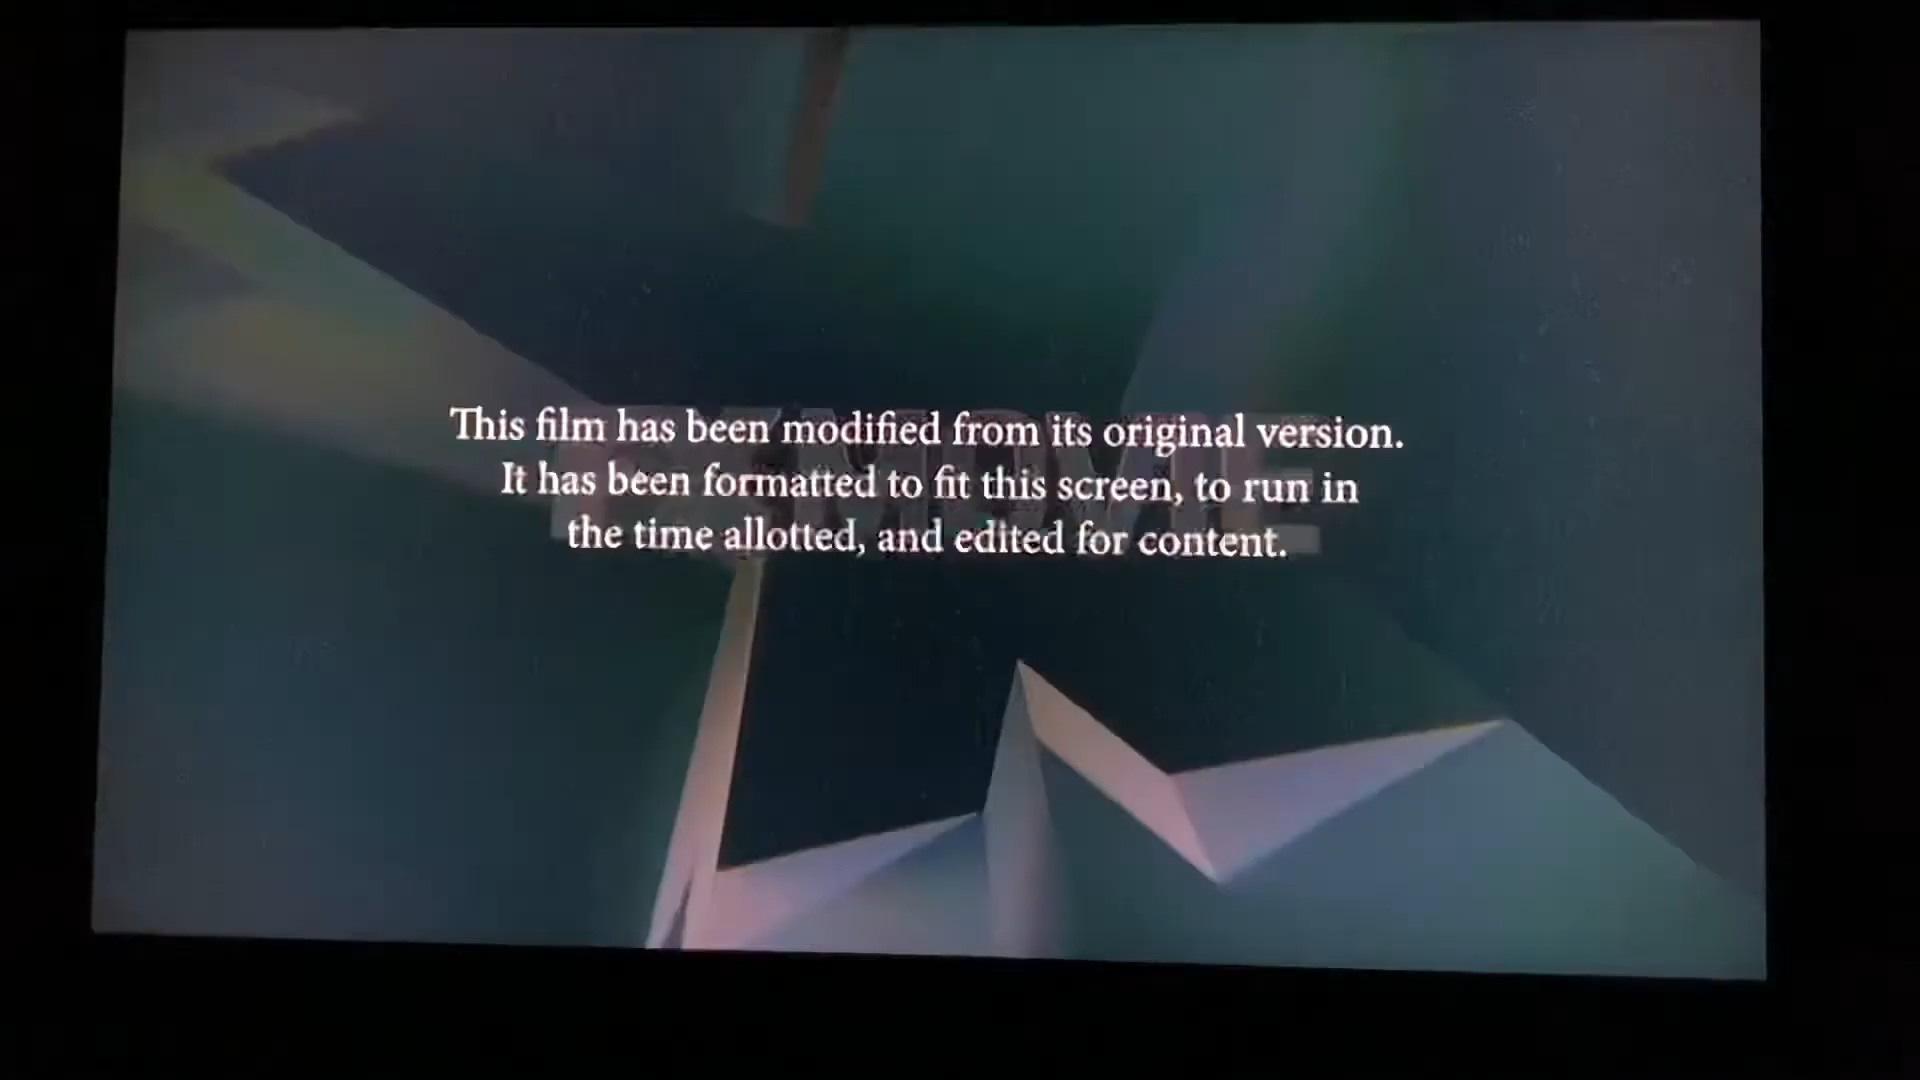 This film has been modified from its original version.
It has been formatted to fit this screen, to run in
the time allotted, and edited for content.